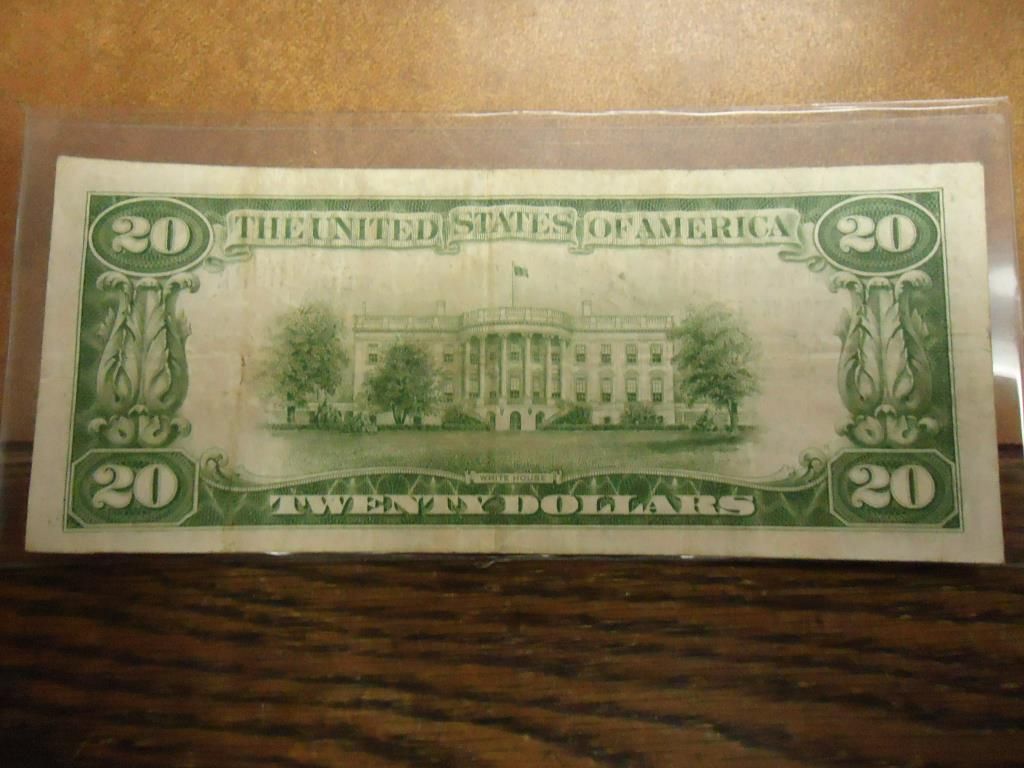 20 THE UNITED STATES OF AMERICA 20
WHITE HOUSE
20 TWENTY DOLLARS 20